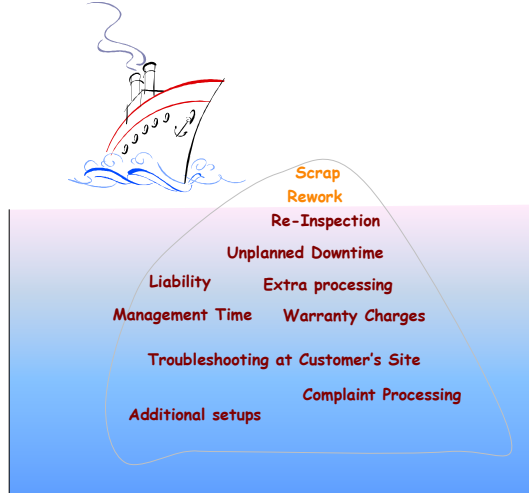 Scrap
Rework
Re-Inspection
Unplanned Downtime
Liability
Extra processing
Management Time
Warranty Charges
Troubleshooting at Customer's Site
Complaint Processing
Additional setups